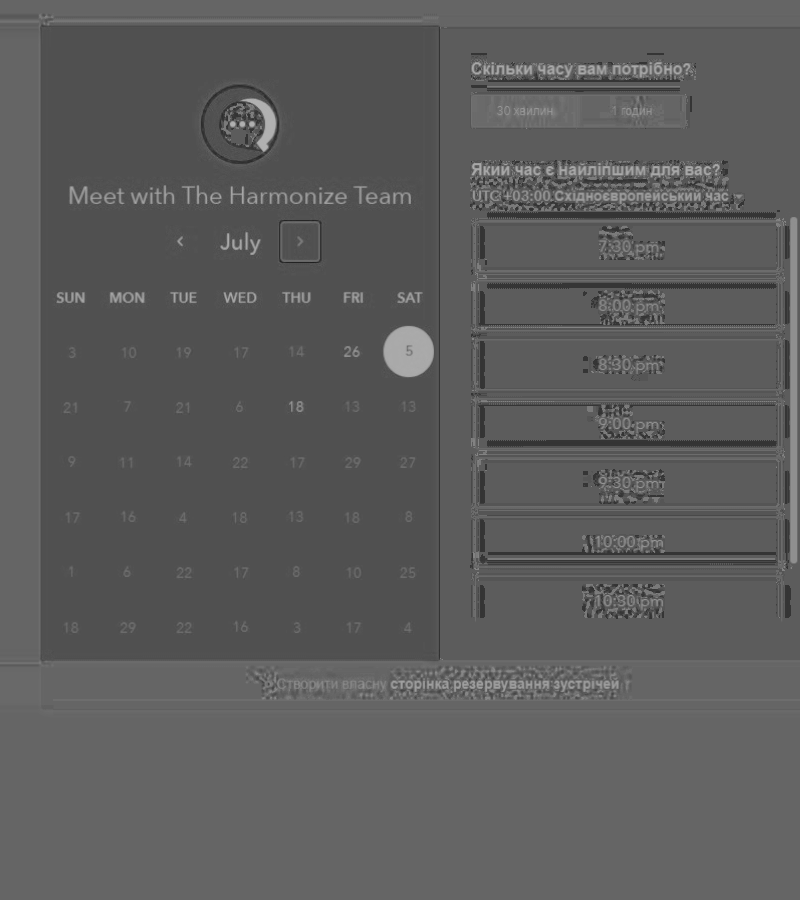 Meet with The Harmonize Team
July
SUN MON TUE WED THU FRI SAT
3 10 19 17 14 26 5
21 7 21 6 18 13 13
9 11 14 22 17 29 27
17 16 4 18 13 18 8
1 6 22 17 8 10 25
18 29 22 16 3 17 4
Скільки часу вам потрібно?
30 хвилин 1 годин
Який час є найліпшим для вас?
UTC +03:00 Східноєвропейський час
7:30 pm
8:00 pm
8:30 pm
9:00 pm
9:30 pm
10:00 pm
10:30 pm
Створити власну сторінка резервування зустрічей